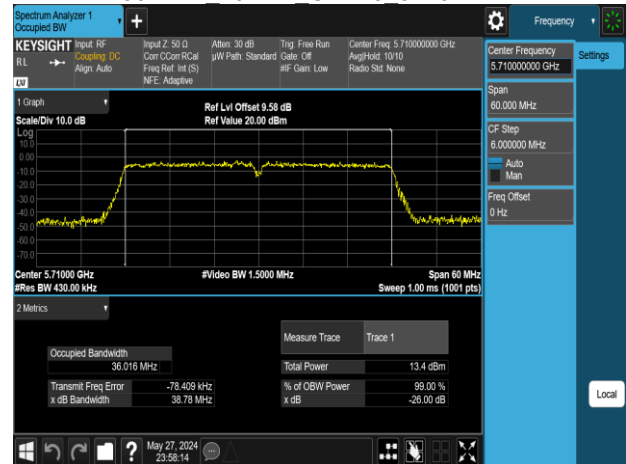 Spectrum Analyzer 1
Occupied BW
Frequency
KEYSIGHT
RL
LXI
Input: RF
Coupling: DC
Align: Auto
Input Z: 50 Ω
Corr CCorr RCal
Freq Ref: Int (S)
NFE: Adaptive
Atten: 30 dB
µW Path: Standard
Trig: Free Run
Gate: Off
#IF Gain: Low
Center Freq: 5.710000000 GHz
Avg|Hold: 10/10
Radio Std: None
Center Frequency
5.710000000 GHz
Settings
Span
60.000 MHz
CF Step
6.000000 MHz
Auto
Man
Freq Offset
0 Hz
Local
1 Graph
Scale/Div 10.0 dB
Ref Lvl Offset 9.58 dB
Ref Value 20.00 dBm
Log
10.0
0.00
-10.0
-20.0
-30.0
-40.0
-50.0
-60.0
-70.0
Center 5.71000 GHz
#Res BW 430.00 kHz
#Video BW 1.5000 MHz
Span 60 MHz
Sweep 1.00 ms (1001 pts)
2 Metrics
Measure Trace Trace 1
Occupied Bandwidth
36.016 MHz
Total Power 13.4 dBm
Transmit Freq Error -78.409 kHz
% of OBW Power 99.00 %
x dB Bandwidth 38.78 MHz
x dB -26.00 dB
?
May 27, 2024
23:58:14